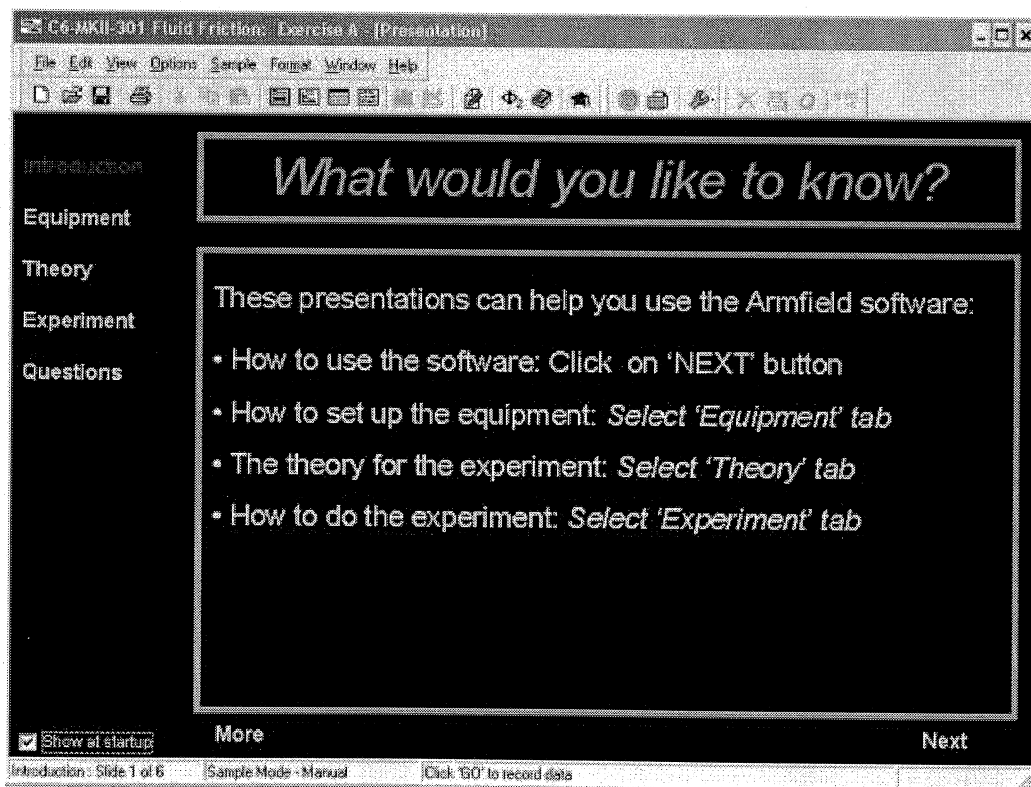 C6-MKII-301 Fluid Friction: Exercise A - [Presentation]
File Edit View Options Sample Format Window Help
What would you like to know?
Introduction
Equipment
Theory
Experiment
Questions
These presentations can help you use the Armfield software:
• How to use the software: Click on ‘NEXT’ button
• How to set up the equipment: Select ‘Equipment’ tab
• The theory for the experiment: Select ‘Theory’ tab
• How to do the experiment: Select ‘Experiment’ tab
More
Next
Show at startup
Introduction: Slide 1 of 6 Sample Mode - Manual Click 'GO' to record data